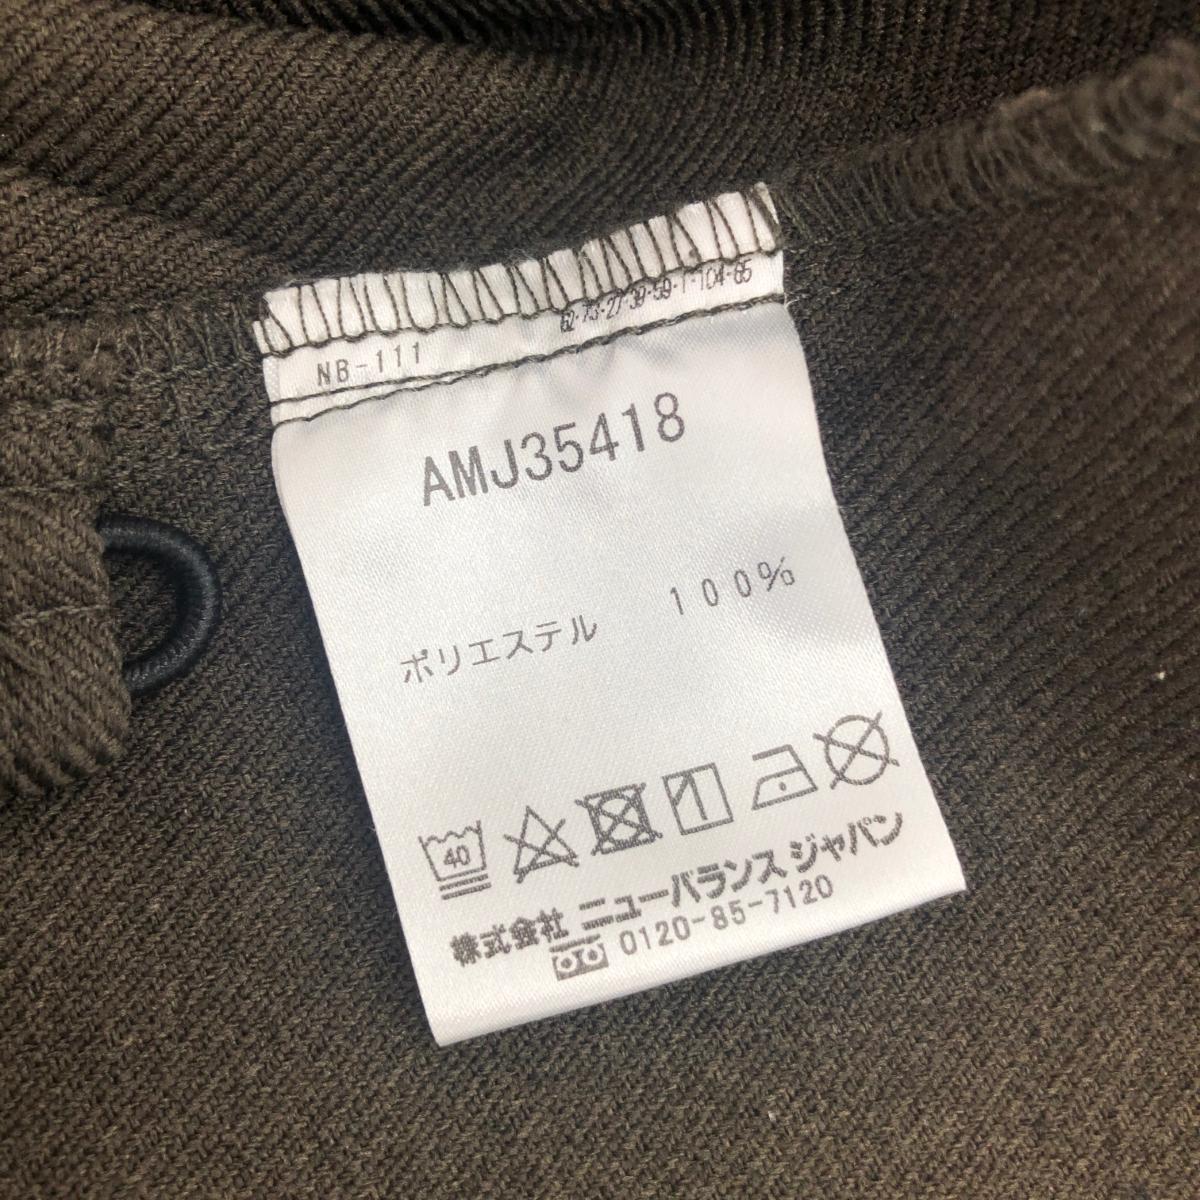 NB-111
62·73·27·39·59·1·104·85
AMJ35418
ポリエステル 100%
40
株式会社 ニューバランス ジャパン
0120-85-7120